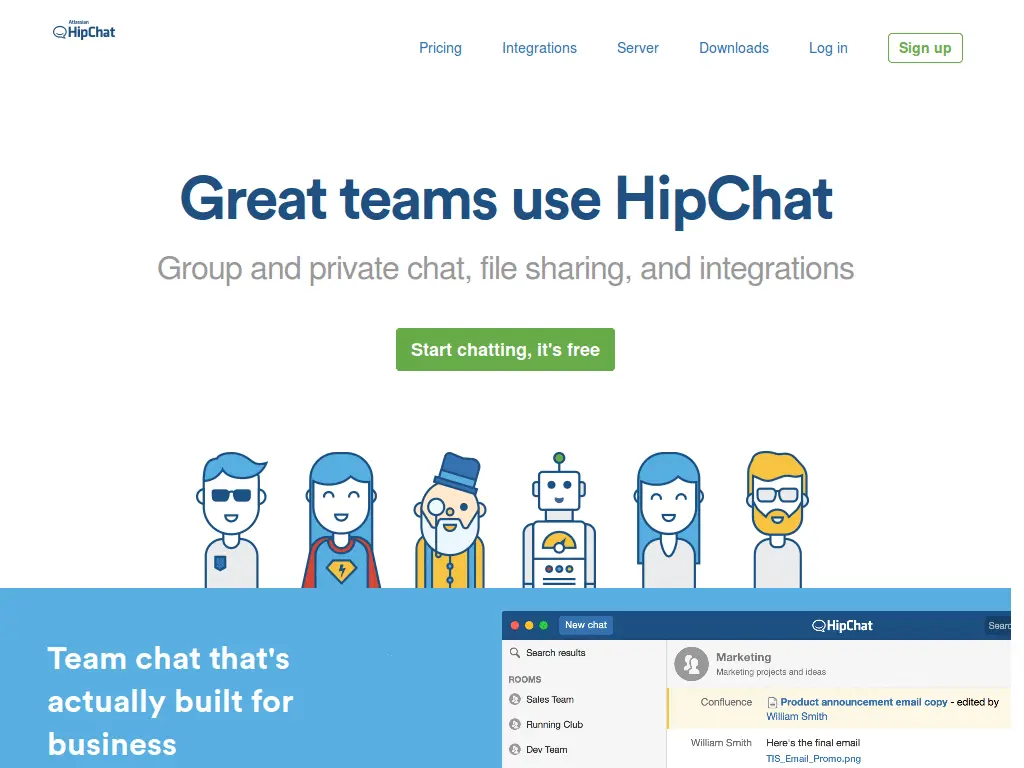 Atlassian
HipChat
Pricing
Integrations
Server
Downloads
Log in
Sign up
Great teams use HipChat
Group and private chat, file sharing, and integrations
Start chatting, it's free
Team chat that's
actually built for
business
New chat
HipChat
Searc
Search results
ROOMS
Sales Team
Running Club
Dev Team
Marketing
Marketing projects and ideas
Confluence
Product announcement email copy - edited by
William Smith
William Smith
Here's the final email
TIS_Email_Promo.png